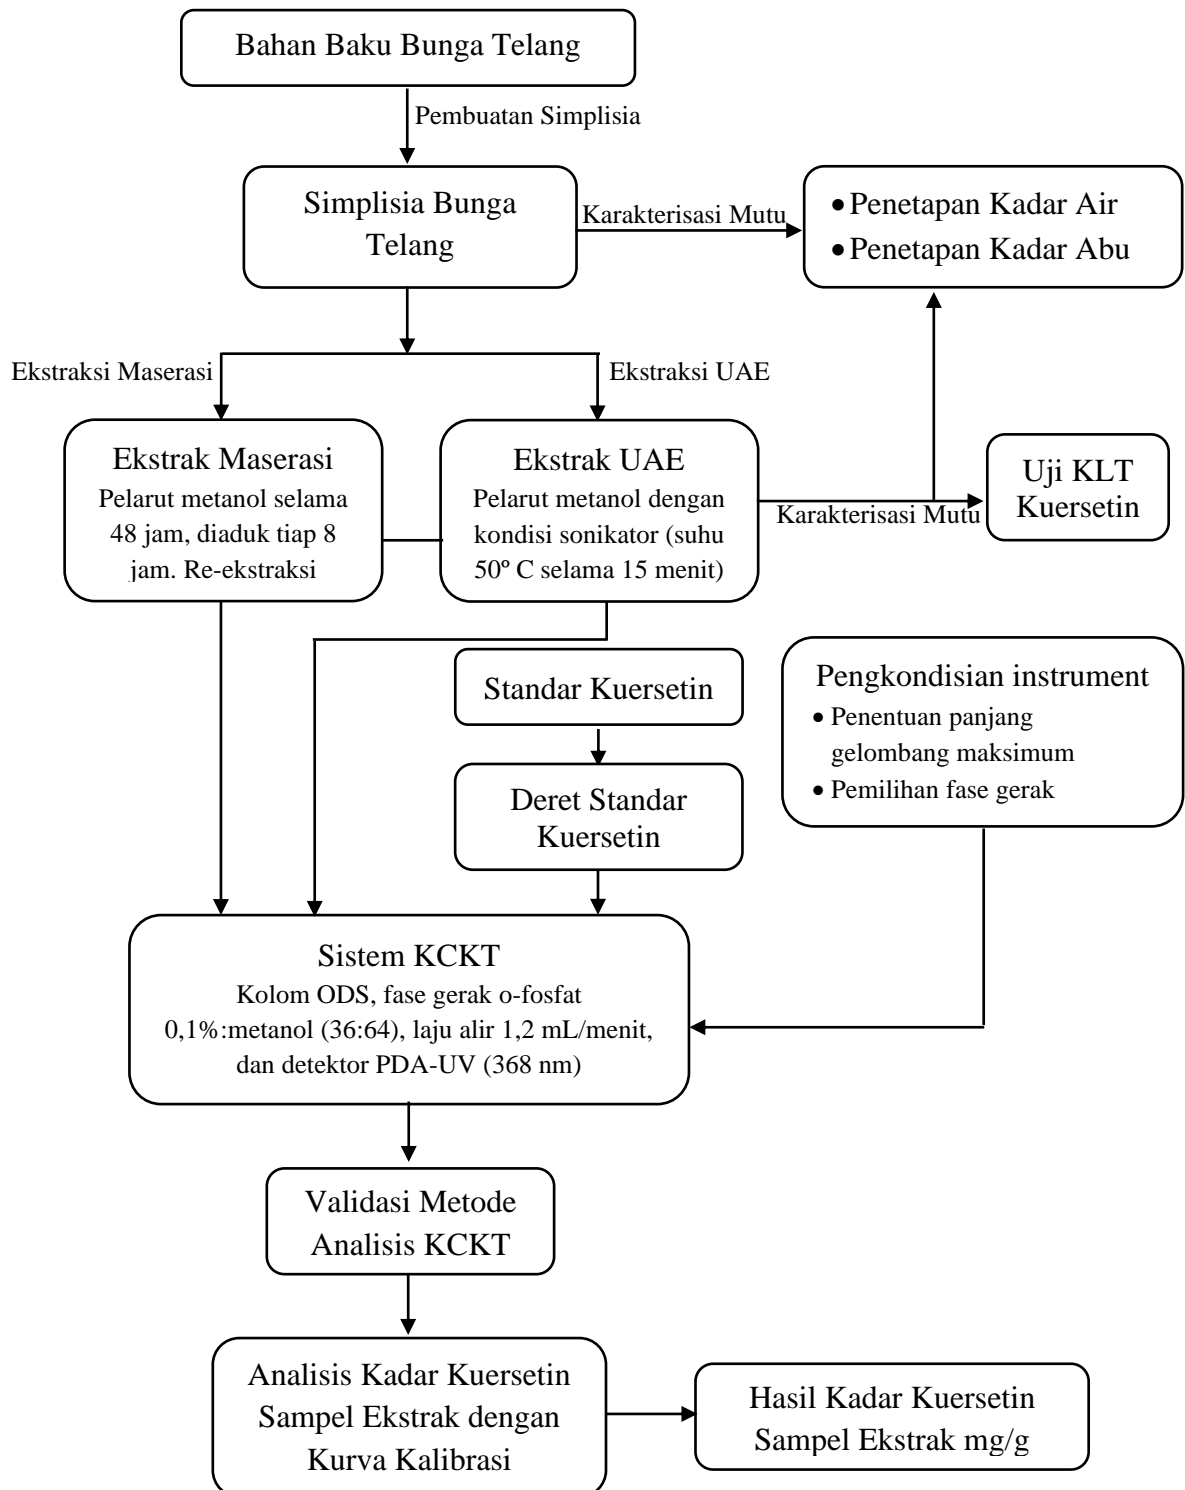 Bahan Baku Bunga Telang
Pembuatan Simplisia
Simplisia Bunga
Telang
Karakterisasi Mutu
• Penetapan Kadar Air
• Penetapan Kadar Abu
Ekstraksi Maserasi
Ekstraksi UAE
Ekstrak Maserasi
Pelarut metanol selama
48 jam, diaduk tiap 8
jam. Re-ekstraksi
Ekstrak UAE
Pelarut metanol dengan
kondisi sonikator (suhu
50º C selama 15 menit)
Karakterisasi Mutu
Uji KLT
Kuersetin
Standar Kuersetin
Deret Standar
Kuersetin
Pengkondisian instrument
• Penentuan panjang
gelombang maksimum
• Pemilihan fase gerak
Sistem KCKT
Kolom ODS, fase gerak o-fosfat
0,1%:metanol (36:64), laju alir 1,2 mL/menit,
dan detektor PDA-UV (368 nm)
Validasi Metode
Analisis KCKT
Analisis Kadar Kuersetin
Sampel Ekstrak dengan
Kurva Kalibrasi
Hasil Kadar Kuersetin
Sampel Ekstrak mg/g